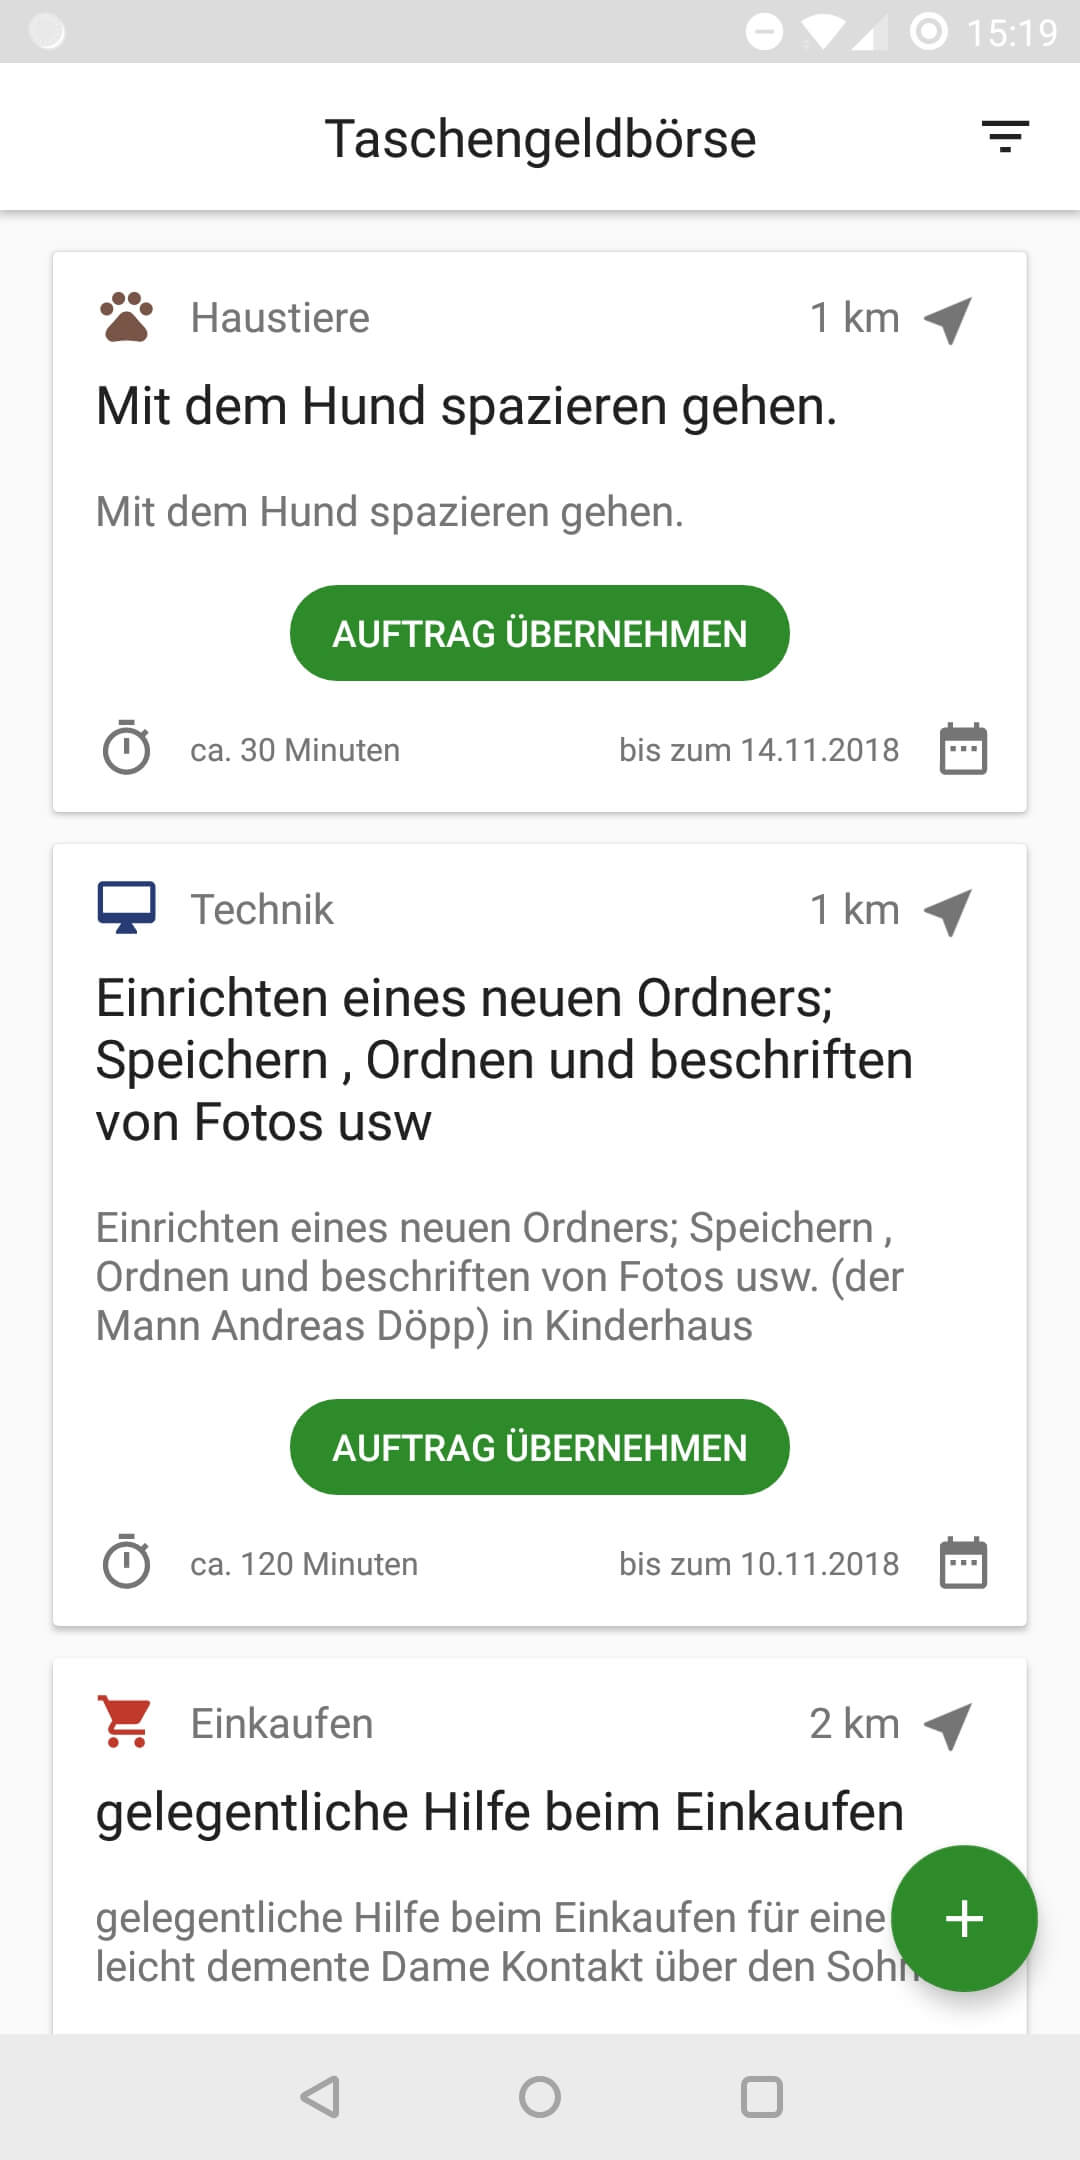 15:19
Taschengeldbörse
Haustiere 1 km
Mit dem Hund spazieren gehen.
Mit dem Hund spazieren gehen.
AUFTRAG ÜBERNEHMEN
ca. 30 Minuten bis zum 14.11.2018
Technik 1 km
Einrichten eines neuen Ordners;
Speichern , Ordnen und beschriften
von Fotos usw
Einrichten eines neuen Ordners; Speichern ,
Ordnen und beschriften von Fotos usw. (der
Mann Andreas Döpp) in Kinderhaus
AUFTRAG ÜBERNEHMEN
ca. 120 Minuten bis zum 10.11.2018
Einkaufen 2 km
gelegentliche Hilfe beim Einkaufen
gelegentliche Hilfe beim Einkaufen für eine
leicht demente Dame Kontakt über den Sohn